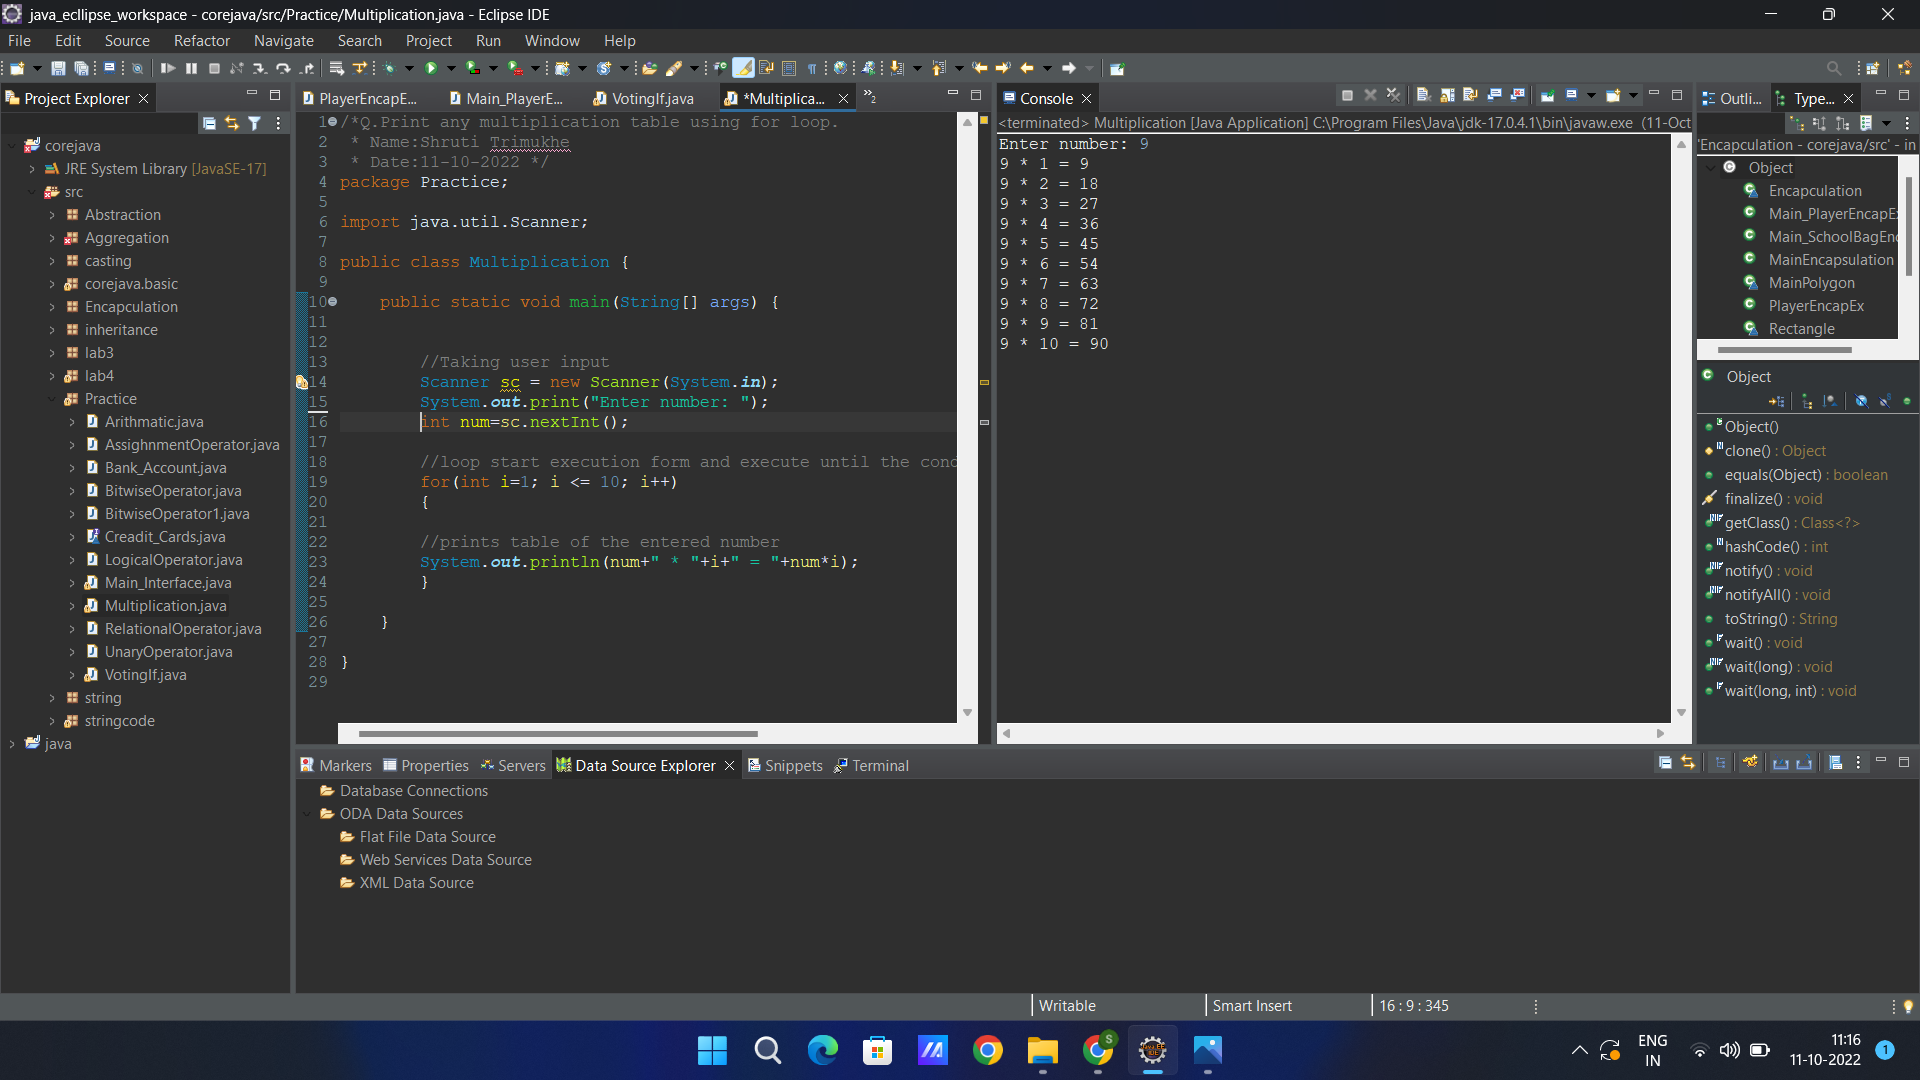 java_ecllipse_workspace - corejava/src/Practice/Multiplication.java - Eclipse IDE
File Edit Source Refactor Navigate Search Project Run Window Help
Project Explorer
corejava
JRE System Library [JavaSE-17]
src
Abstraction
Aggregation
casting
corejava.basic
Encapculation
inheritance
lab3
lab4
Practice
Arithmatic.java
AssighnmentOperator.java
Bank_Account.java
BitwiseOperator.java
BitwiseOperator1.java
Creadit_Cards.java
LogicalOperator.java
Main_Interface.java
Multiplication.java
RelationalOperator.java
UnaryOperator.java
VotingIf.java
string
stringcode
java
PlayerEncapE... Main_PlayerE... VotingIf.java *Multiplica... »2
1 /*Q.Print any multiplication table using for loop.
2 * Name:Shruti Trimukhe
3 * Date:11-10-2022 */
4 package Practice;
5
6 import java.util.Scanner;
7
8 public class Multiplication {
9
10 public static void main(String[] args) {
11
12
13 //Taking user input
14 Scanner sc = new Scanner(System.in);
15 System.out.print("Enter number: ");
16 int num=sc.nextInt();
17
18 //loop start execution form and execute until the cond
19 for(int i=1; i <= 10; i++)
20 {
21
22 //prints table of the entered number
23 System.out.println(num+" * "+i+" = "+num*i);
24 }
25
26 }
27
28 }
29
Console
<terminated> Multiplication [Java Application] C:\Program Files\Java\jdk-17.0.4.1\bin\javaw.exe (11-Oct
Enter number: 9
9 * 1 = 9
9 * 2 = 18
9 * 3 = 27
9 * 4 = 36
9 * 5 = 45
9 * 6 = 54
9 * 7 = 63
9 * 8 = 72
9 * 9 = 81
9 * 10 = 90
Outli... Type...
'Encapculation - corejava/src' - in
Object
Encapculation
Main_PlayerEncapEx
Main_SchoolBagEnc
MainEncapsulation
MainPolygon
PlayerEncapEx
Rectangle
Object
Object()
clone() : Object
equals(Object) : boolean
finalize() : void
getClass() : Class<?>
hashCode() : int
notify() : void
notifyAll() : void
toString() : String
wait() : void
wait(long) : void
wait(long, int) : void
Markers Properties Servers Data Source Explorer Snippets Terminal
Database Connections
ODA Data Sources
Flat File Data Source
Web Services Data Source
XML Data Source
Writable Smart Insert 16 : 9 : 345
S
ENG
IN
11:16
11-10-2022
1